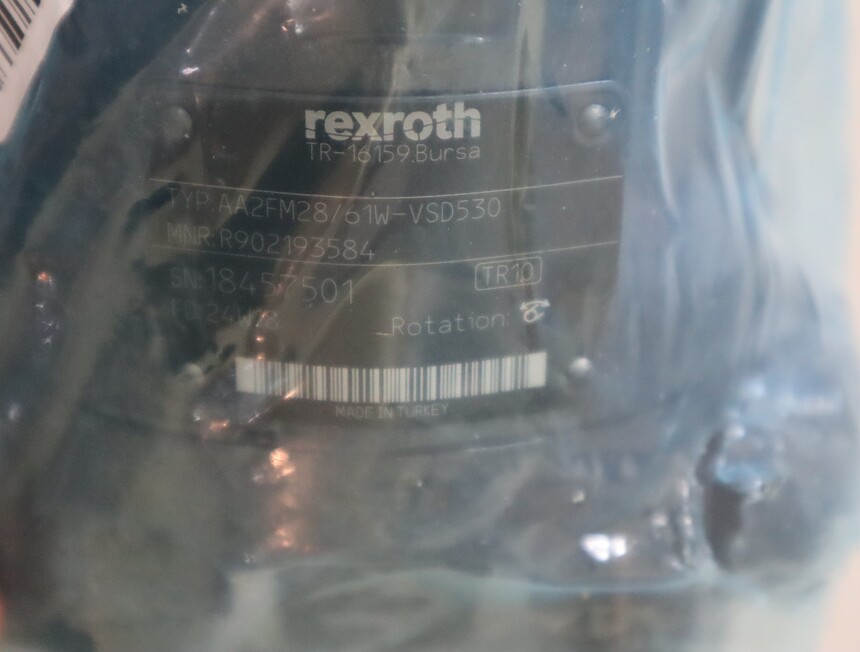 rexroth
TR-16159.Bursa
TYP:AA2FM28/61W-VSD530
MNR:R902193584
SN:18457501
TR10
Rotation:
MADE IN TURKEY